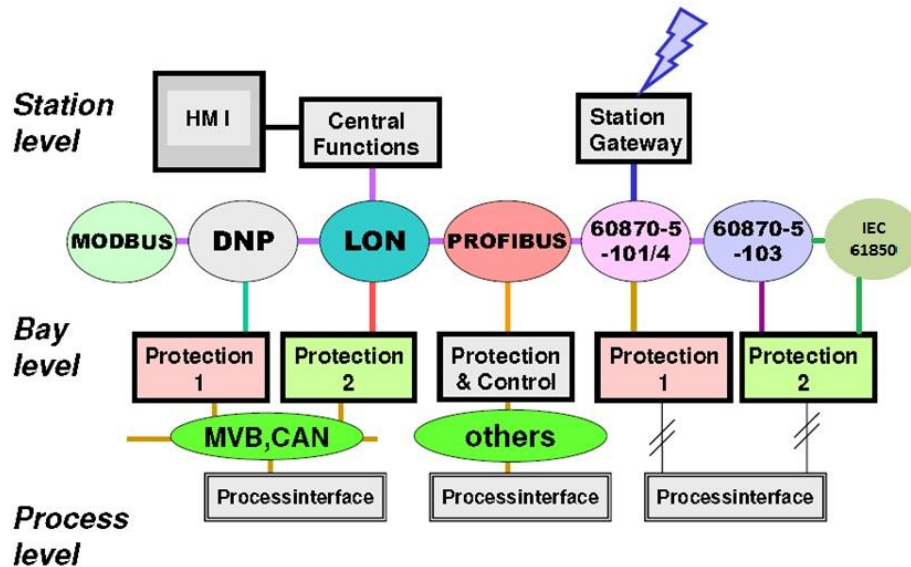 Station
level
HMI
Central
Functions
Station
Gateway
MODBUS
DNP
LON
PROFIBUS
60870-5
-101/4
60870-5
-103
IEC
61850
Bay
level
Protection
1
Protection
2
Protection
& Control
Protection
1
Protection
2
MVB,CAN
others
Processinterface
Processinterface
Processinterface
Process
level